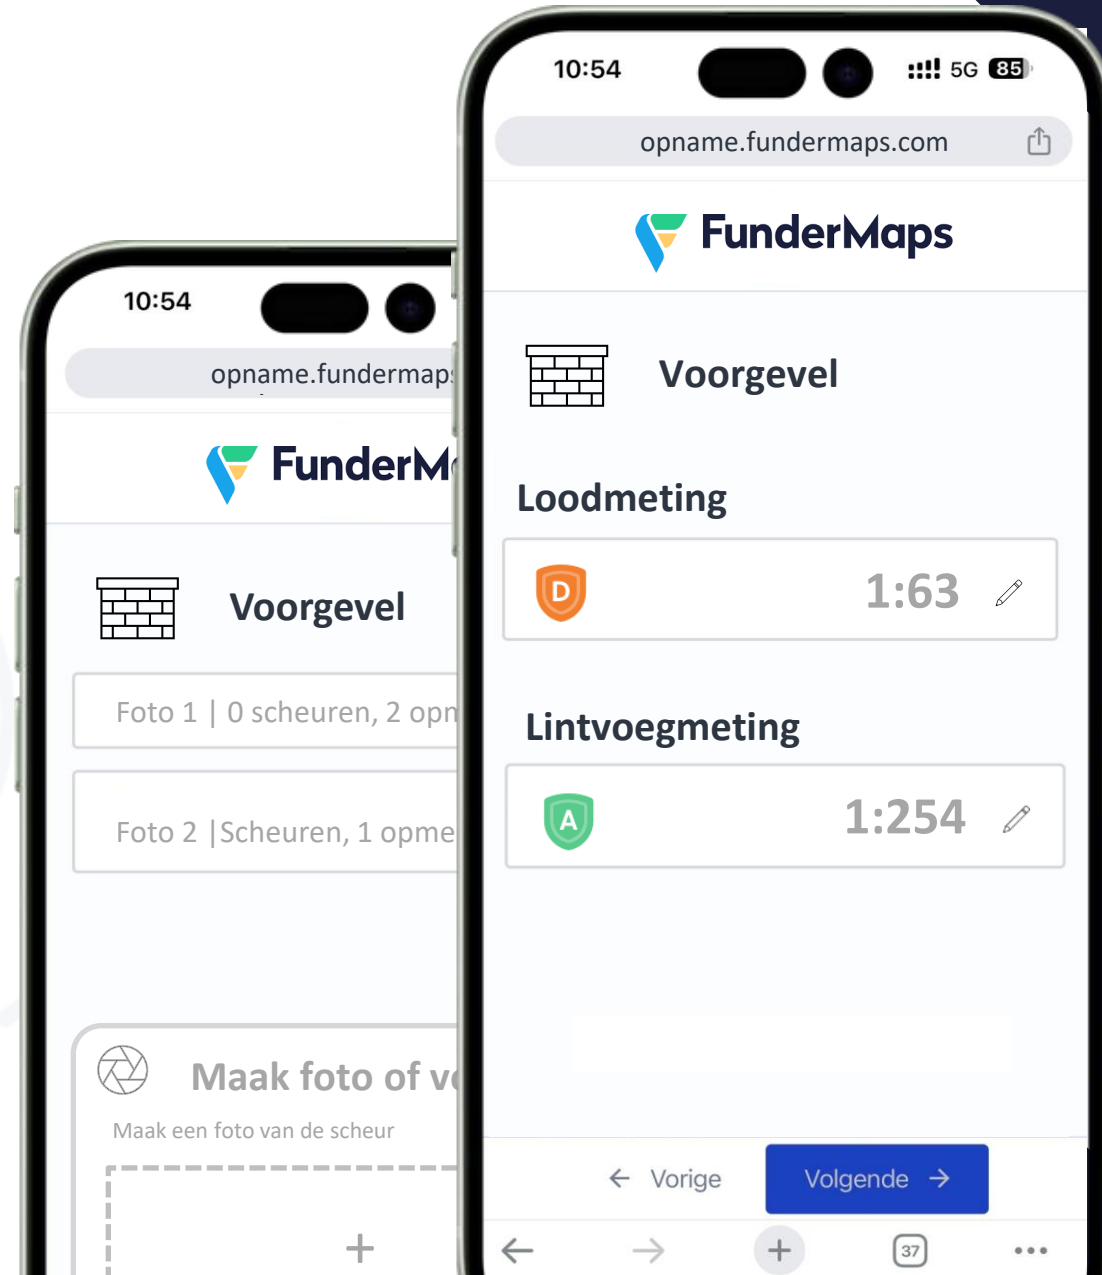 10:54
5G 85
opname.fundermaps.com
FunderMaps
Voorgevel
Loodmeting
D
1:63
Lintvoegmeting
A
1:254
← Vorige
Volgende →
37
10:54
opname.fundermap
FunderM
Voorgevel
Foto 1 | 0 scheuren, 2 opm
Foto 2 |Scheuren, 1 opme
Maak foto of v
Maak een foto van de scheur
+